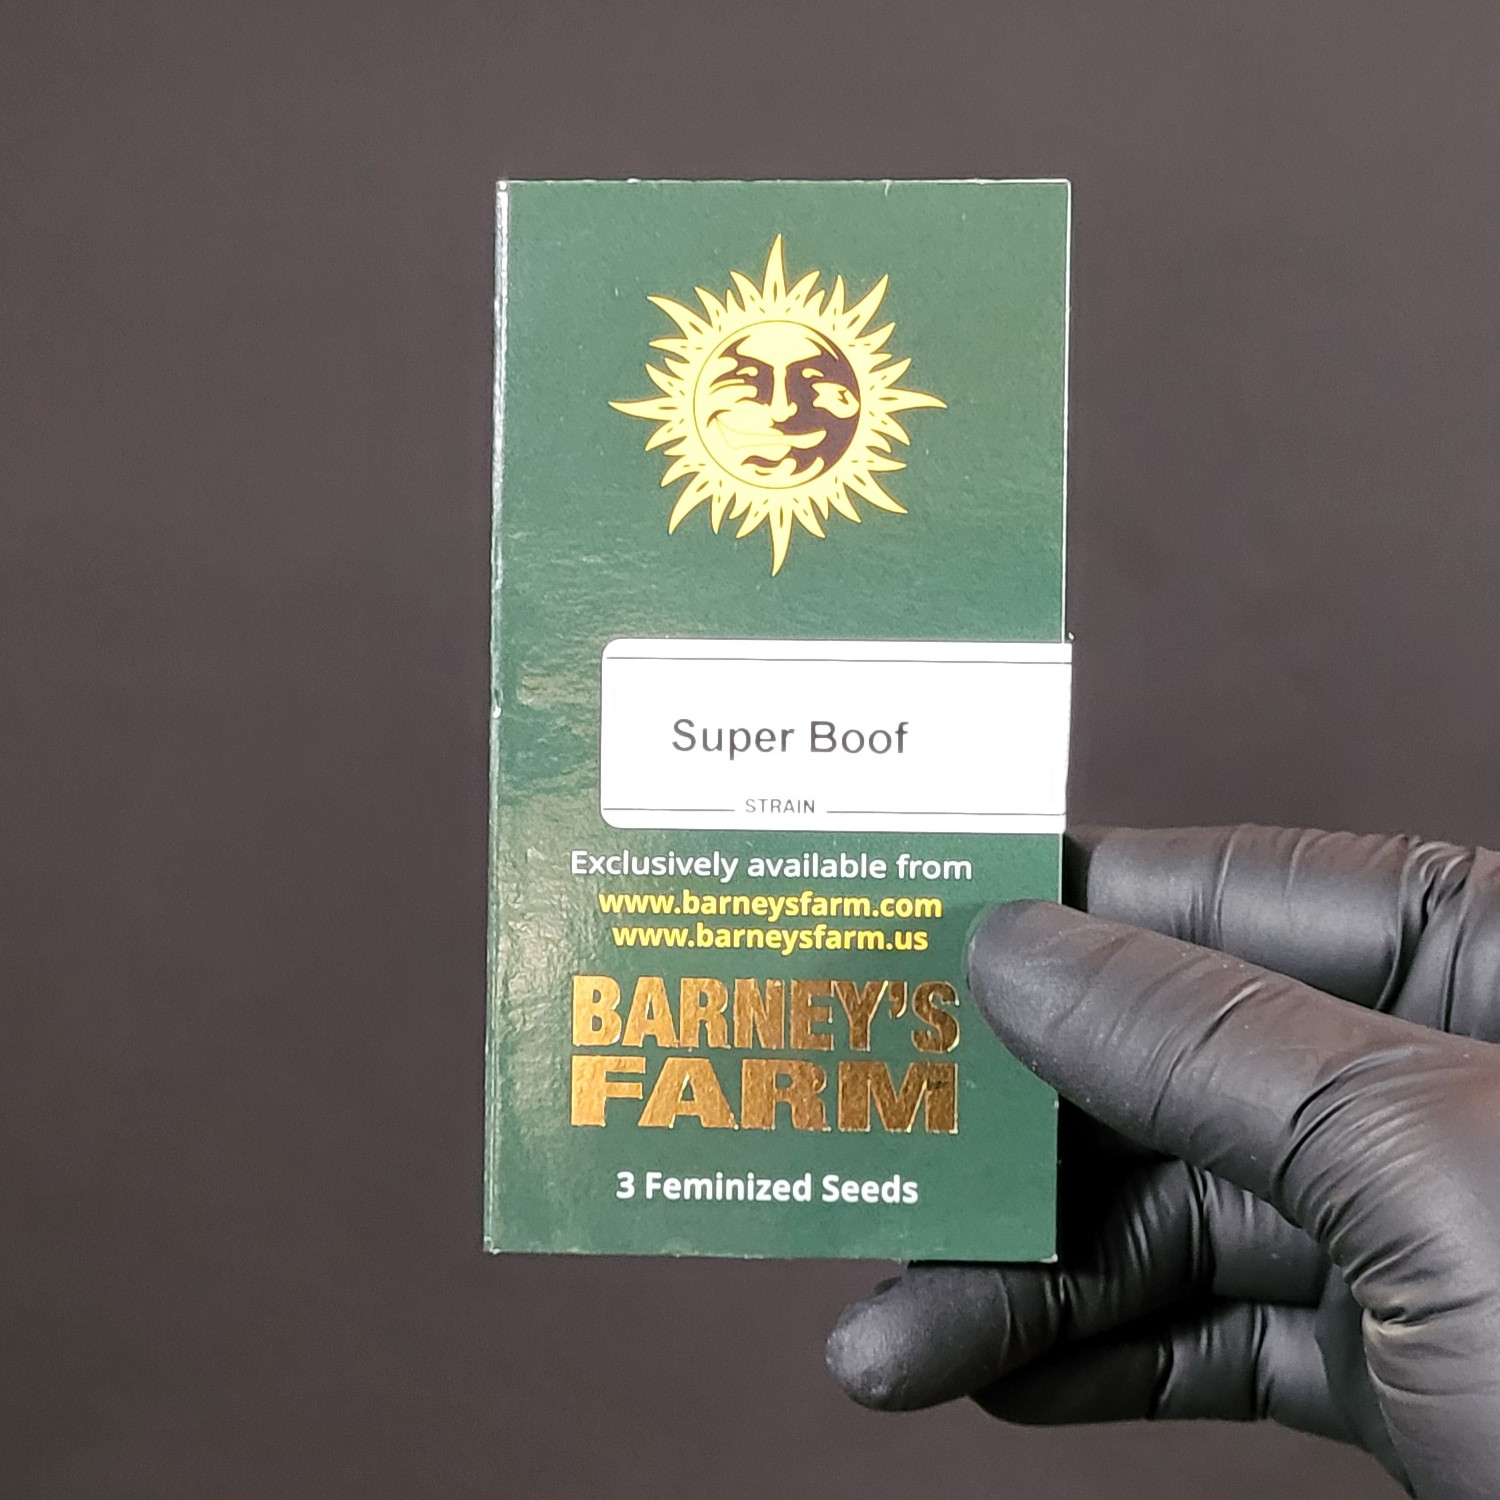 Super Boof
STRAIN
Exclusively available from
www.barneysfarm.com
www.barneysfarm.us
BARNEY'S
FARM
3 Feminized Seeds